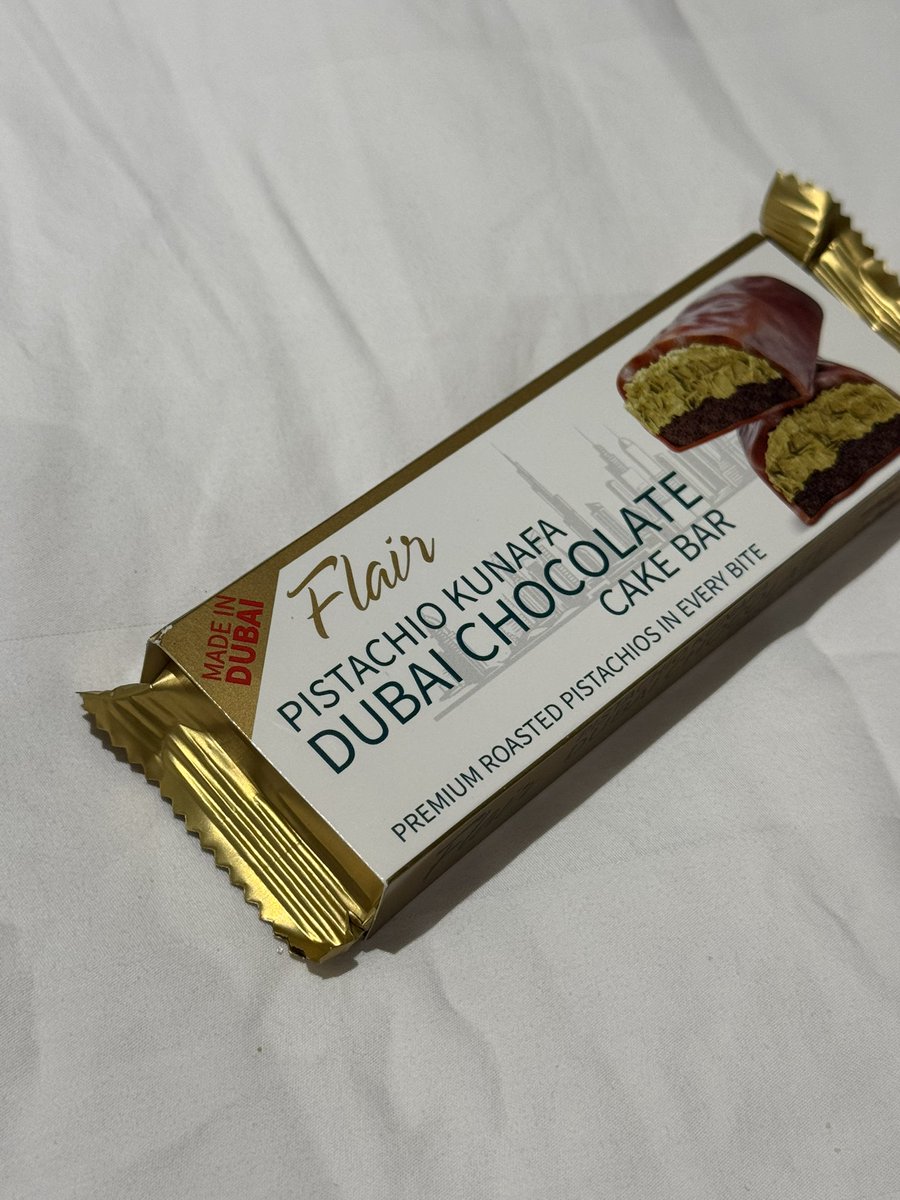 Flair
MADE IN
DUBAI
PISTACHIO KUNAFA
DUBAI CHOCOLATE
CAKE BAR
PREMIUM ROASTED PISTACHIOS IN EVERY BITE